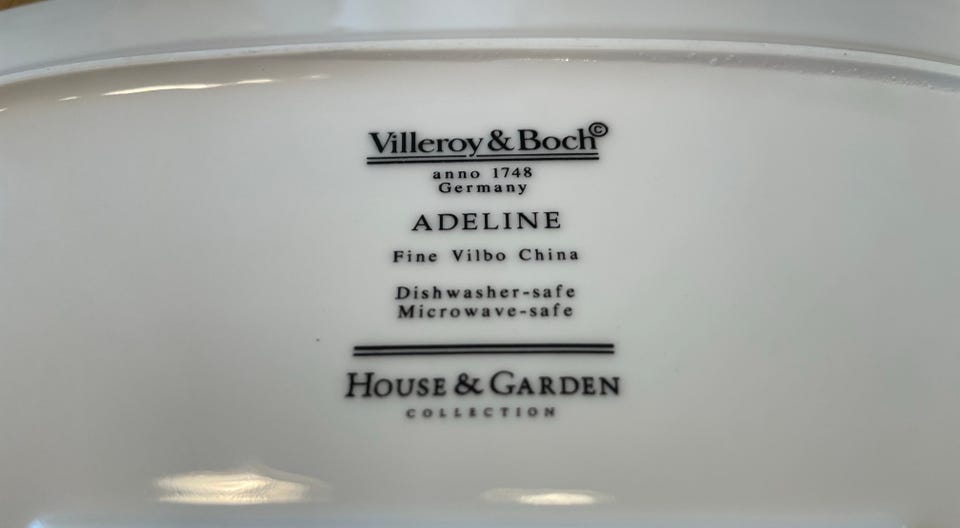 Villeroy & Boch©
anno 1748
Germany
ADELINE
Fine Vilbo China
Dishwasher-safe
Microwave-safe
HOUSE & GARDEN
COLLECTION